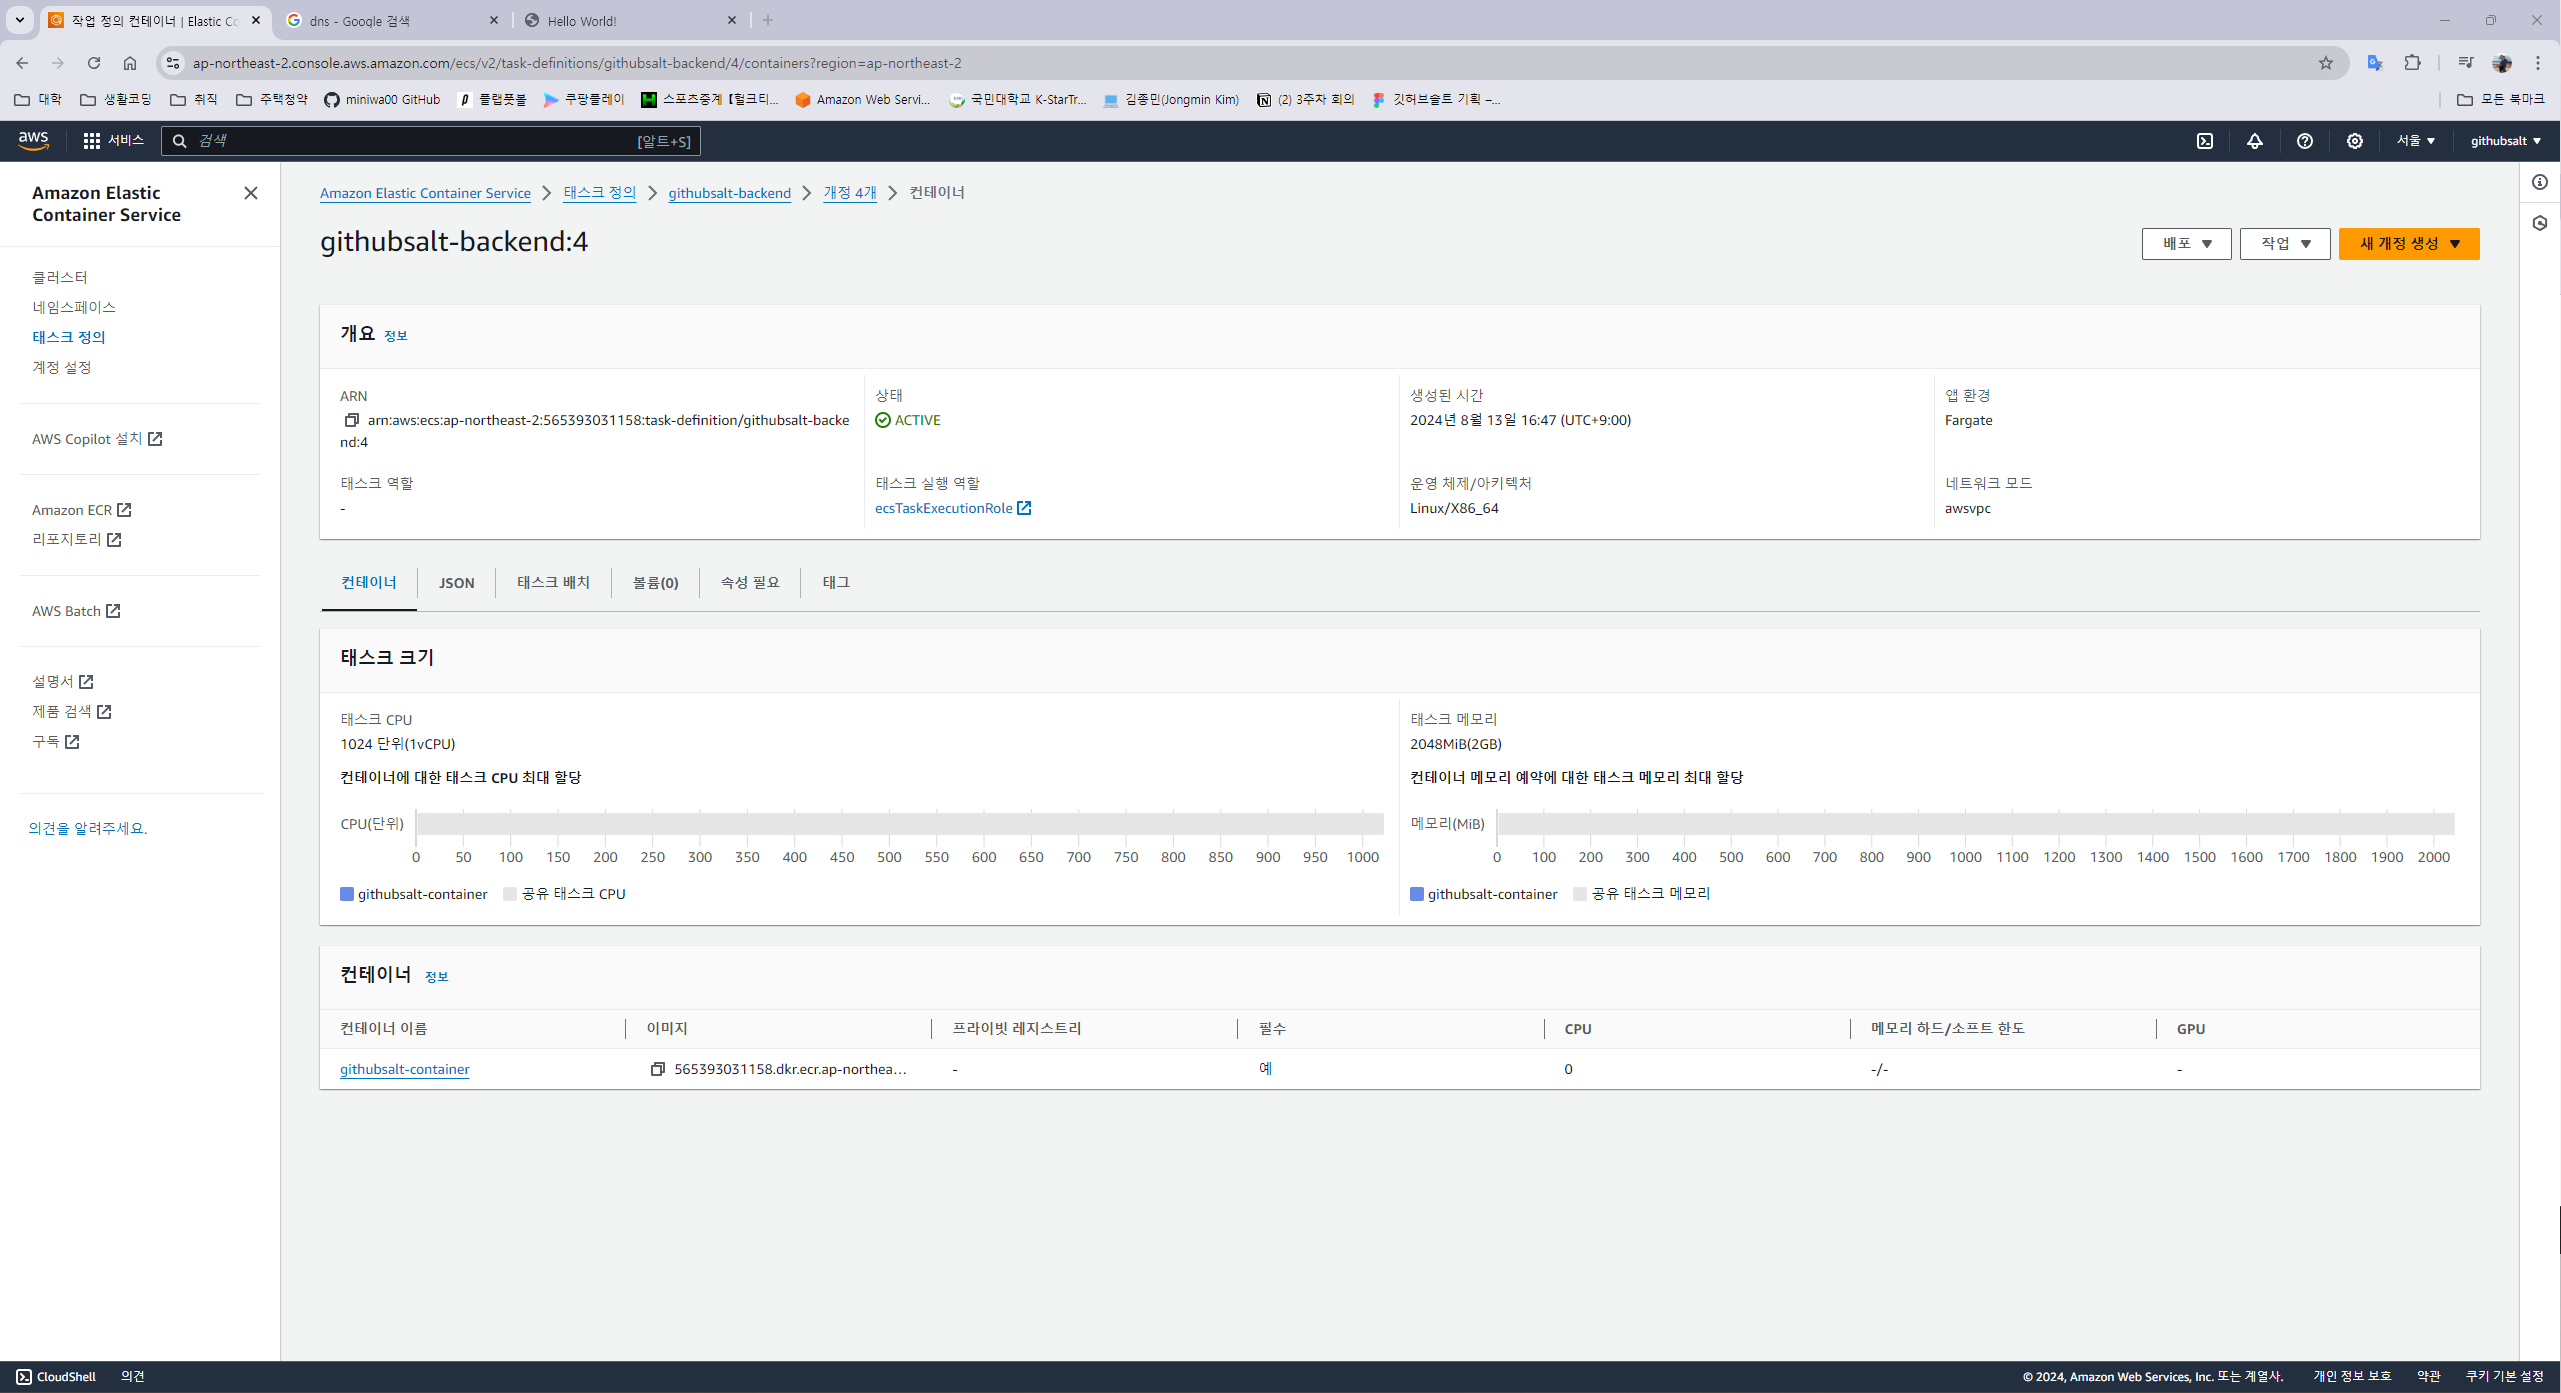 작업 정의 컨테이너 | Elastic Co
dns - Google 검색
Hello World!
ap-northeast-2.console.aws.amazon.com/ecs/v2/task-definitions/githubsalt-backend/4/containers?region=ap-northeast-2
대학 생활코딩 취직 주택청약 miniwa00 GitHub 플랩풋볼 쿠팡플레이 스포츠중계【헐크티... Amazon Web Servi... 국민대학교 K-StarTr... 김종민(Jongmin Kim) (2) 3주차 회의 깃허브솔트 기획 –... 모든 북마크
aws 서비스 검색 [알트+S] 서울 githubsalt
Amazon Elastic Container Service
클러스터
네임스페이스
태스크 정의
계정 설정
AWS Copilot 설치
Amazon ECR
리포지토리
AWS Batch
설명서
제품 검색
구독
의견을 알려주세요.
Amazon Elastic Container Service 태스크 정의 githubsalt-backend 개정 4개 컨테이너
githubsalt-backend:4
배포 작업 새 개정 생성
개요 정보
ARN
arn:aws:ecs:ap-northeast-2:565393031158:task-definition/githubsalt-backe
nd:4
상태
ACTIVE
생성된 시간
2024년 8월 13일 16:47 (UTC+9:00)
앱 환경
Fargate
태스크 역할
-
태스크 실행 역할
ecsTaskExecutionRole
운영 체제/아키텍처
Linux/X86_64
네트워크 모드
awsvpc
컨테이너 JSON 태스크 배치 볼륨(0) 속성 필요 태그
태스크 크기
태스크 CPU
1024 단위(1vCPU)
컨테이너에 대한 태스크 CPU 최대 할당
CPU(단위)
0 50 100 150 200 250 300 350 400 450 500 550 600 650 700 750 800 850 900 950 1000
githubsalt-container 공유 태스크 CPU
태스크 메모리
2048MiB(2GB)
컨테이너 메모리 예약에 대한 태스크 메모리 최대 할당
메모리(MiB)
0 100 200 300 400 500 600 700 800 900 1000 1100 1200 1300 1400 1500 1600 1700 1800 1900 2000
githubsalt-container 공유 태스크 메모리
컨테이너 정보
컨테이너 이름 이미지 프라이빗 레지스트리 필수 CPU 메모리 하드/소프트 한도 GPU
githubsalt-container 565393031158.dkr.ecr.ap-northea... - 예 0 -/- -
CloudShell 의견 © 2024, Amazon Web Services, Inc. 또는 계열사. 개인 정보 보호 약관 쿠키 기본 설정